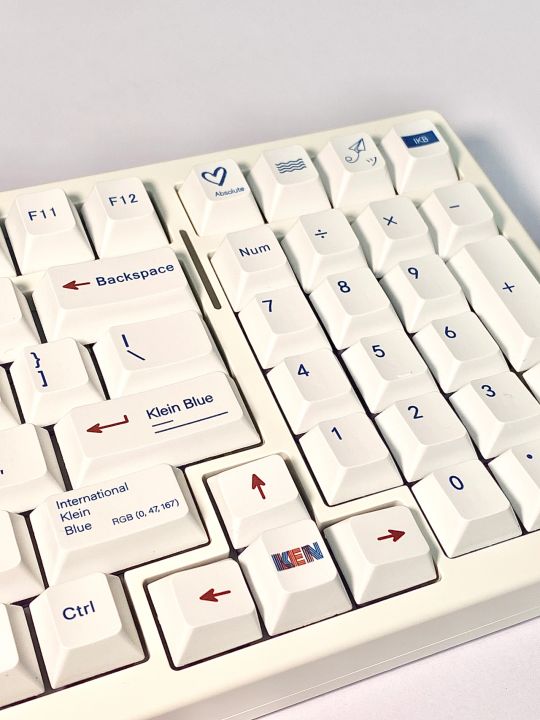 Absolute
IKB
F11
F12
Num
÷
×
−
← Backspace
7
8
9
+
}
]
|
\
4
5
6
Klein Blue
1
2
3
International
Klein
Blue
RGB (0, 47, 167)
0
.
↑
Ctrl
←
KEN
→